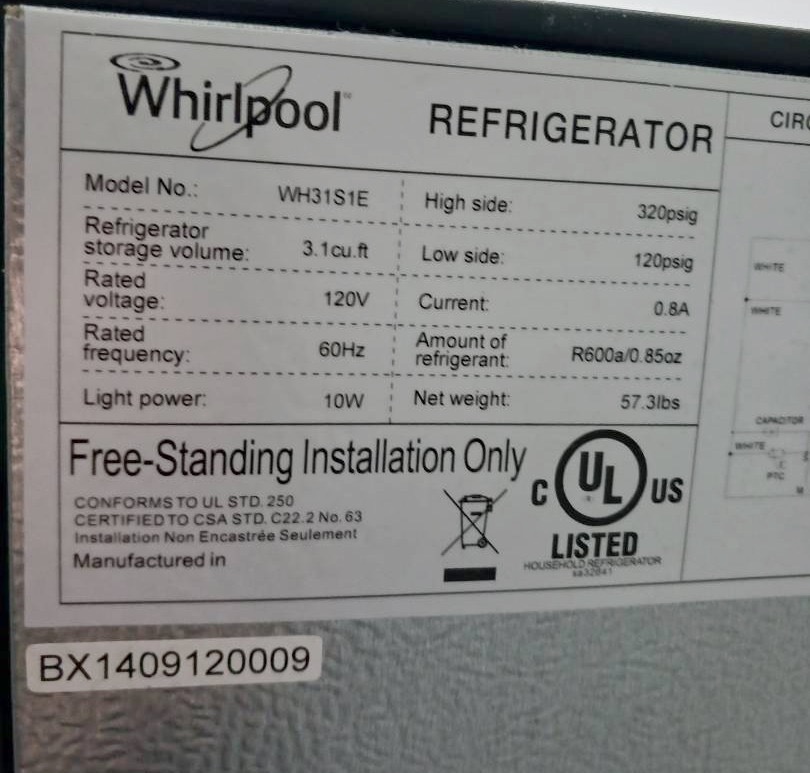 Whirlpool™
REFRIGERATOR
Model No.: WH31S1E
Refrigerator
storage volume: 3.1cu.ft
Rated
voltage: 120V
Rated
frequency: 60Hz
Light power: 10W
High side: 320psig
Low side: 120psig
Current: 0.8A
Amount of
refrigerant: R600a/0.85oz
Net weight: 57.3lbs
Free-Standing Installation Only
CONFORMS TO UL STD. 250
CERTIFIED TO CSA STD. C22.2 No. 63
Installation Non Encastrée Seulement
Manufactured in
C UL US
LISTED
HOUSEHOLD REFRIGERATOR
CIRC
WHITE
WHITE
CAPACITOR
WHITE
PTC
M
BX1409120009